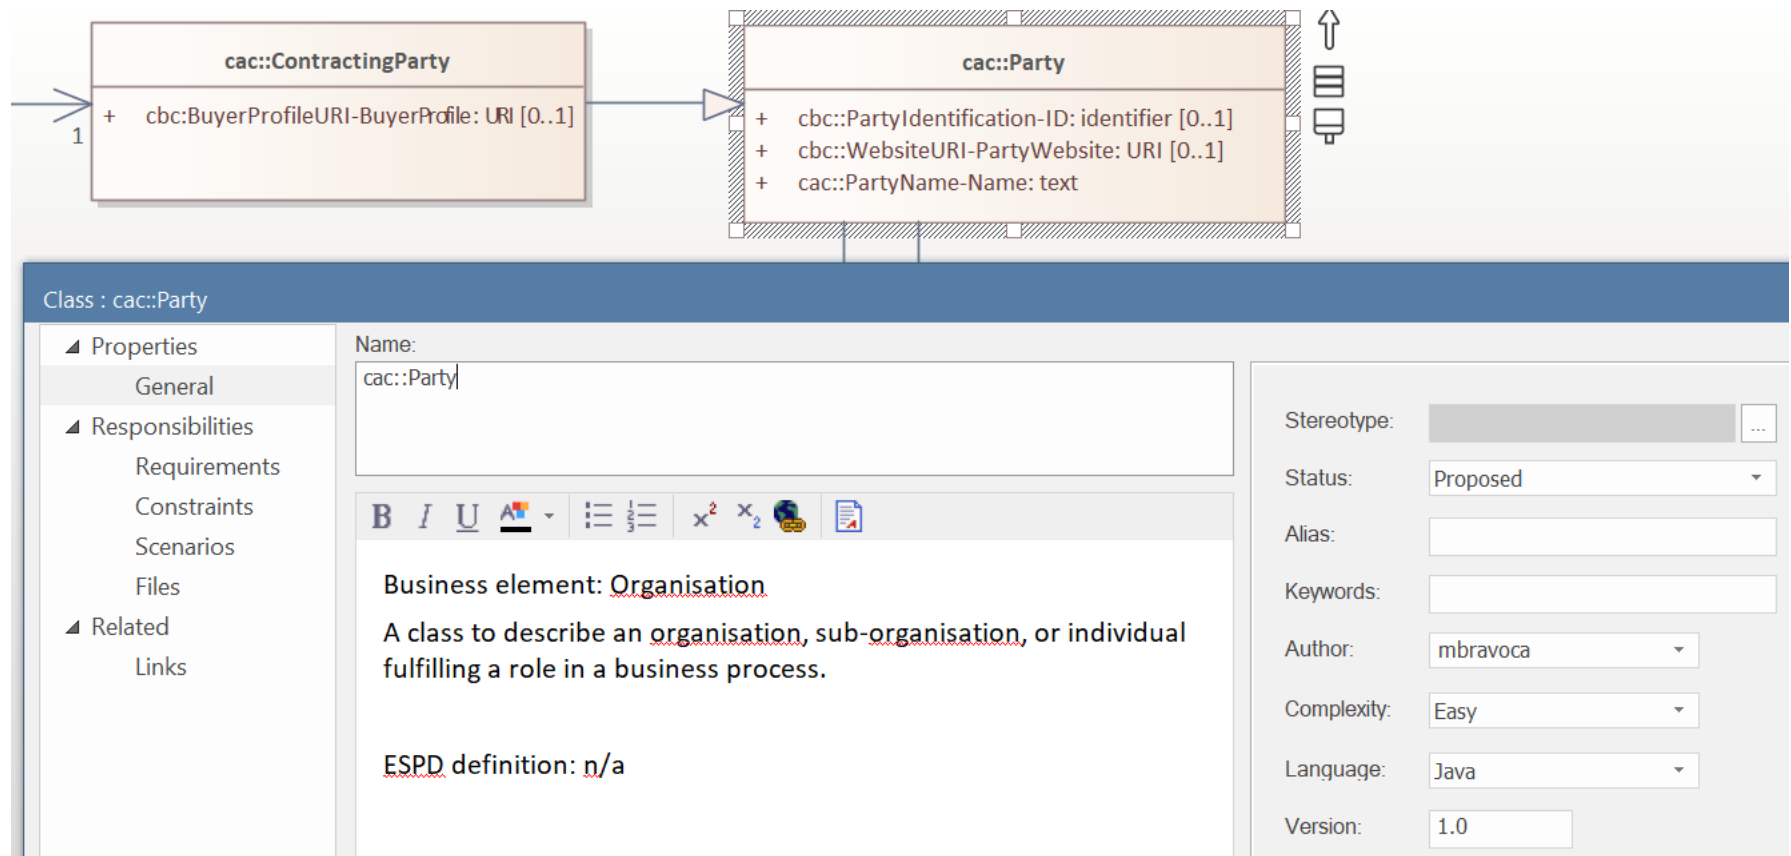 cac::ContractingParty
+ cbc:BuyerProfileURI-BuyerProfile: URI [0..1]
1
cac::Party
+ cbc::PartyIdentification-ID: identifier [0..1]
+ cbc::WebsiteURI-PartyWebsite: URI [0..1]
+ cac::PartyName-Name: text
Class : cac::Party
Properties
General
Responsibilities
Requirements
Constraints
Scenarios
Files
Related
Links
Name:
cac::Party
B I U A x² x₂
Business element: Organisation
A class to describe an organisation, sub-organisation, or individual
fulfilling a role in a business process.
ESPD definition: n/a
Stereotype: ...
Status: Proposed
Alias:
Keywords:
Author: mbravoca
Complexity: Easy
Language: Java
Version: 1.0